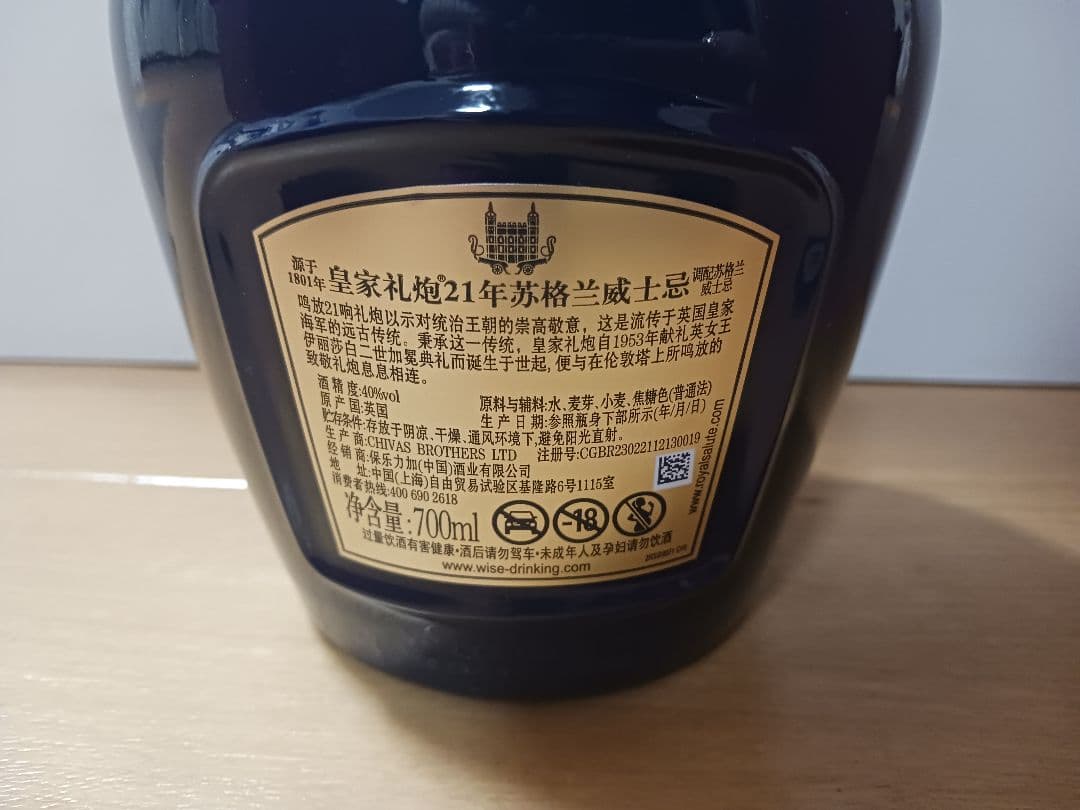 源于
1801年
皇家礼炮®21年苏格兰威士忌
调配苏格兰
威士忌
鸣放21响礼炮以示对统治王朝的崇高敬意，这是流传于英国皇家
海军的远古传统。秉承这一传统，皇家礼炮自1953年献礼英女王
伊丽莎白二世加冕典礼而诞生于世起,便与在伦敦塔上所鸣放的
致敬礼炮息息相连。
酒精度:40%vol
原料与辅料:水、麦芽、小麦、焦糖色(普通法)
原产国:英国
生产日期:参照瓶身下部所示(年/月/日)
贮存条件:存放于阴凉、干燥、通风环境下,避免阳光直射。
生产商:CHIVAS BROTHERS LTD 注册号:CGBR23022112130019
经销商:保乐力加(中国)酒业有限公司
地址:中国(上海)自由贸易试验区基隆路6号1115室
消费者热线:400 690 2618
净含量:700ml
-18
过量饮酒有害健康·酒后请勿驾车·未成年人及孕妇请勿饮酒
www.wise-drinking.com
www.royalsalute.com